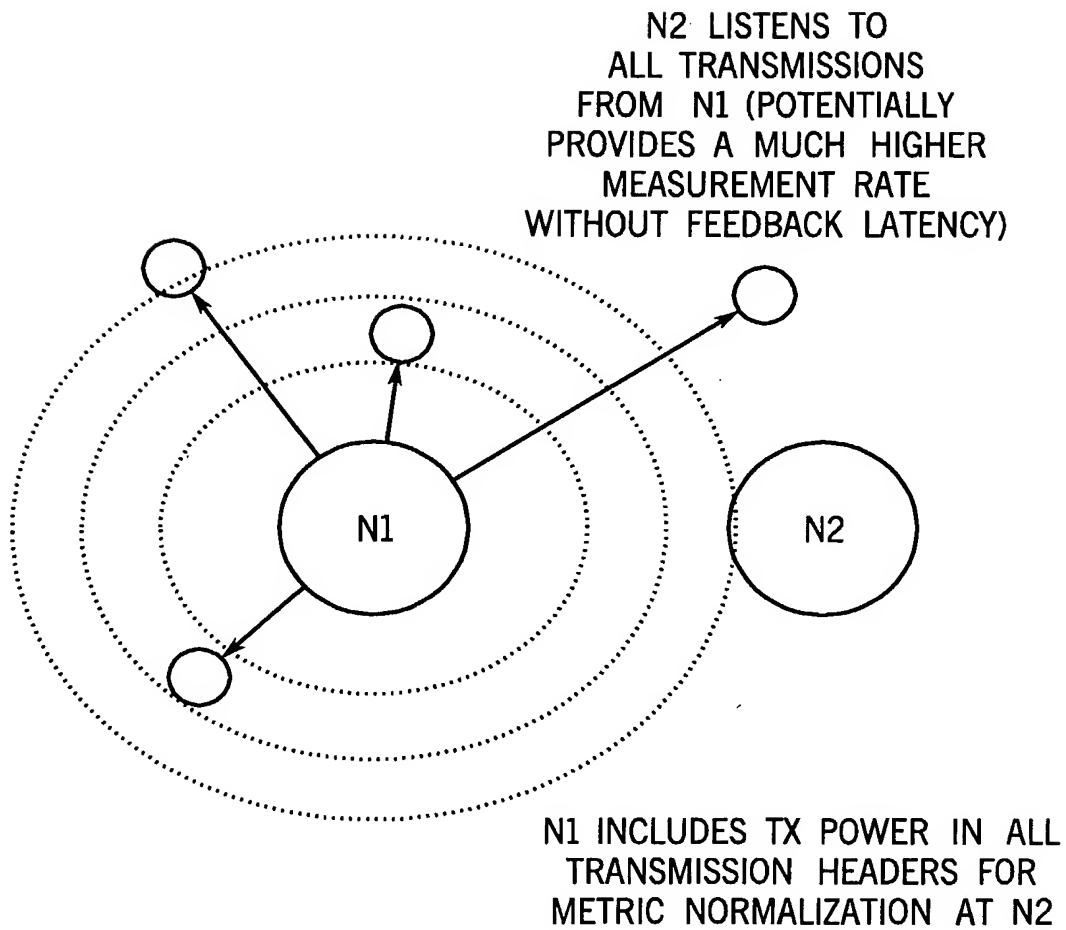 N2 LISTENS TO
ALL TRANSMISSIONS
FROM N1 (POTENTIALLY
PROVIDES A MUCH HIGHER
MEASUREMENT RATE
WITHOUT FEEDBACK LATENCY)
N1
N2
N1 INCLUDES TX POWER IN ALL
TRANSMISSION HEADERS FOR
METRIC NORMALIZATION AT N2